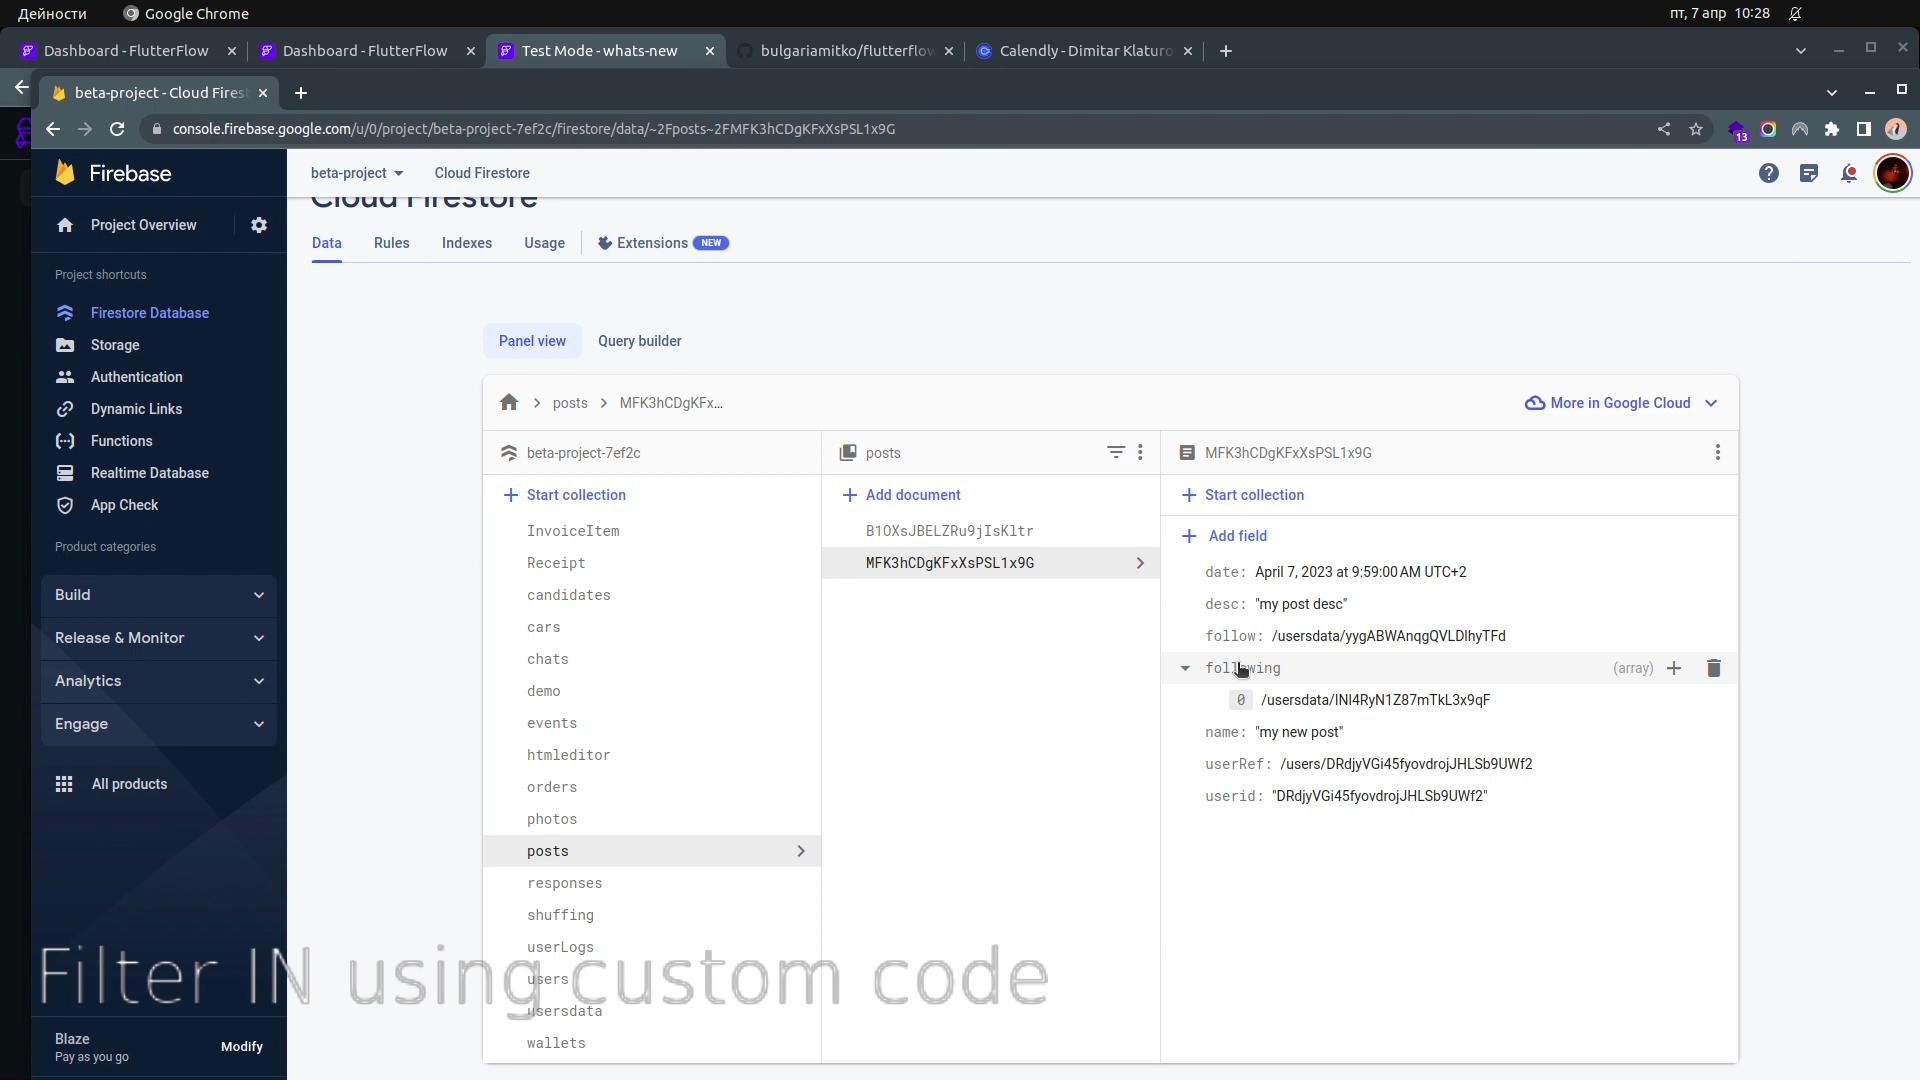 Дейности
Google Chrome
пт, 7 апр 10:28
Dashboard - FlutterFlow
Dashboard - FlutterFlow
Test Mode - whats-new
bulgariamitko/flutterflow
Calendly - Dimitar Klaturo
beta-project - Cloud Firest
console.firebase.google.com/u/0/project/beta-project-7ef2c/firestore/data/~2Fposts~2FMFK3hCDgKFxXsPSL1x9G
13
Firebase
beta-project
Cloud Firestore
Cloud Firestore
Project Overview
Data
Rules
Indexes
Usage
Extensions
NEW
Project shortcuts
Firestore Database
Storage
Authentication
Dynamic Links
Functions
Realtime Database
App Check
Product categories
Build
Release & Monitor
Analytics
Engage
All products
Blaze
Pay as you go
Modify
Panel view
Query builder
posts
MFK3hCDgKFx...
More in Google Cloud
beta-project-7ef2c
Start collection
InvoiceItem
Receipt
candidates
cars
chats
demo
events
htmleditor
orders
photos
posts
responses
shuffing
userLogs
users
usersdata
wallets
posts
Add document
B1OXsJBELZRu9jIsKltr
MFK3hCDgKFxXsPSL1x9G
MFK3hCDgKFxXsPSL1x9G
Start collection
Add field
date: April 7, 2023 at 9:59:00 AM UTC+2
desc: "my post desc"
follow: /usersdata/yygABWAnqgQVLDlhyTFd
following
(array)
0 /usersdata/lNl4RyN1Z87mTkL3x9qF
name: "my new post"
userRef: /users/DRdjyVGi45fyovdrojJHLSb9UWf2
userid: "DRdjyVGi45fyovdrojJHLSb9UWf2"
Filter IN using custom code